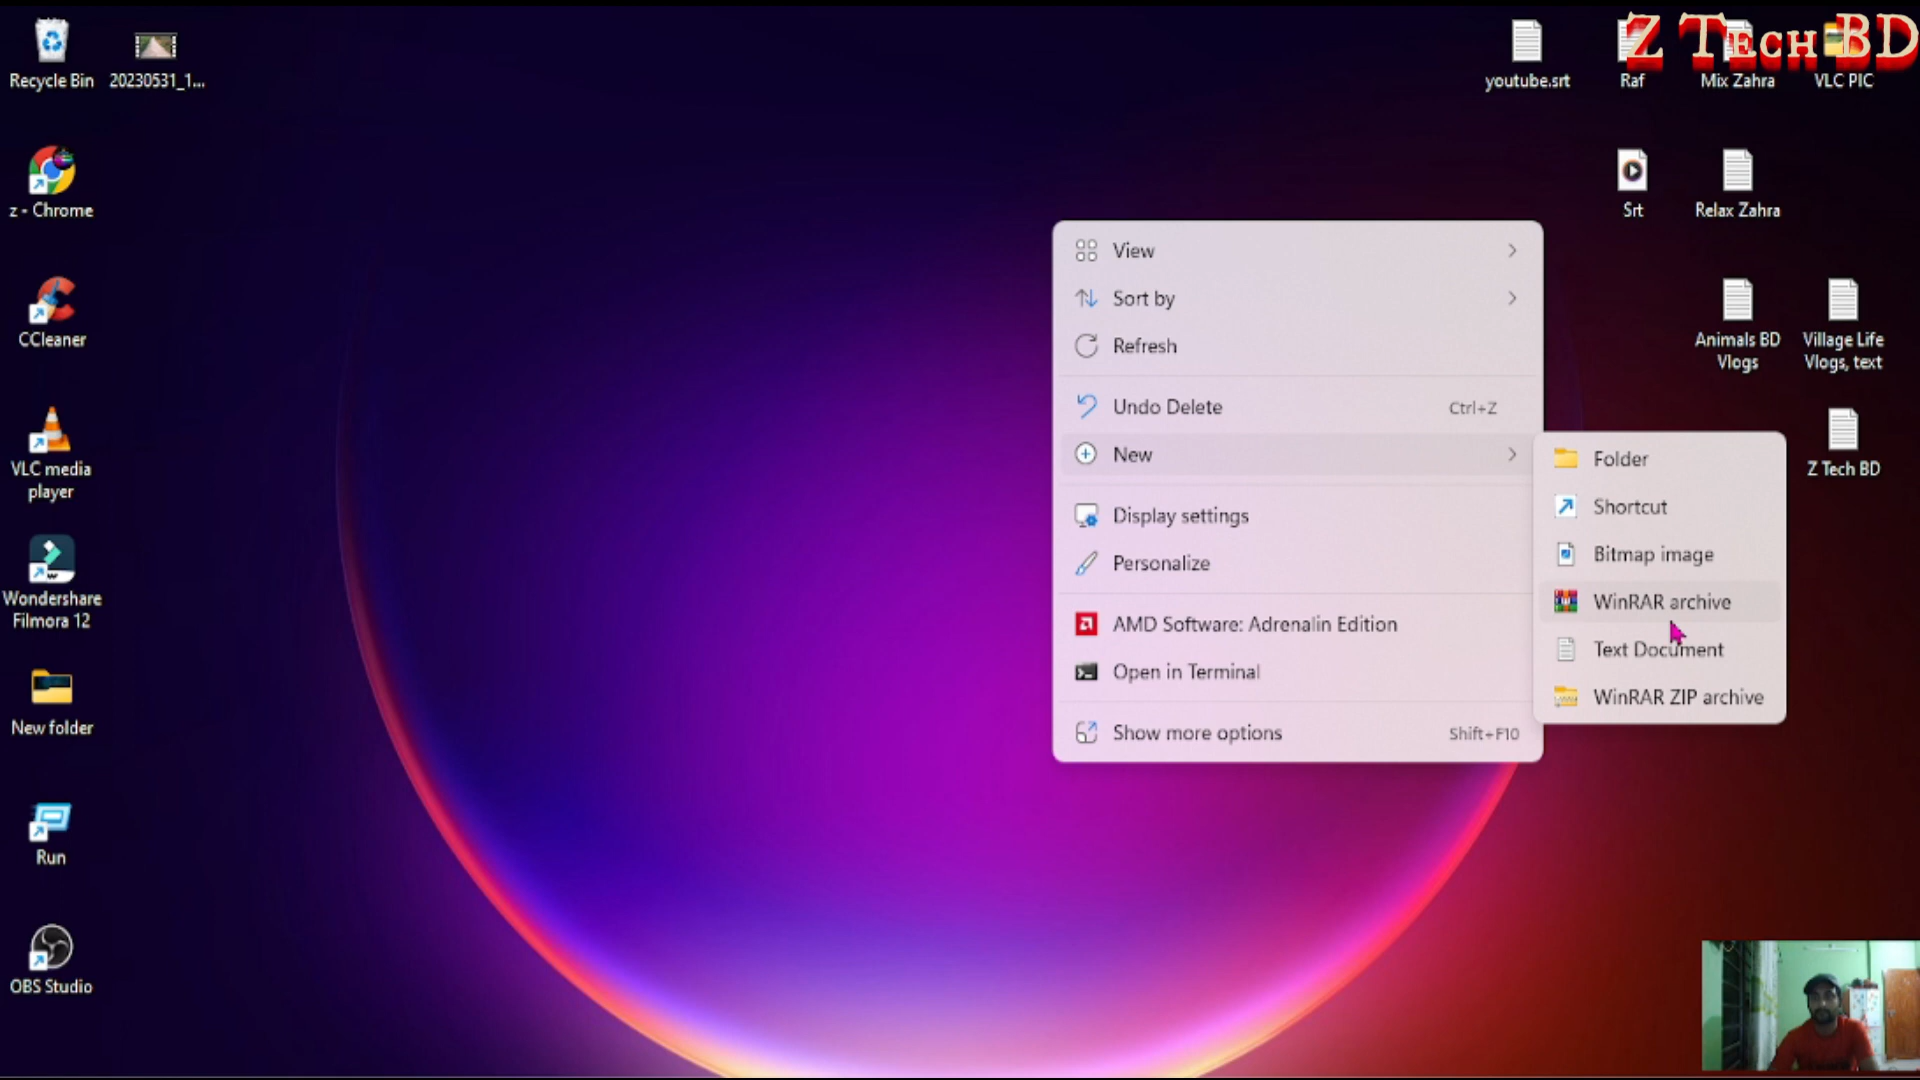 Recycle Bin
20230531_1...
z - Chrome
CCleaner
VLC media
player
Wondershare
Filmora 12
New folder
Run
OBS Studio
Z Tech BD
youtube.srt
Raf
Mix Zahra
VLC PIC
Srt
Relax Zahra
Animals BD
Vlogs
Village Life
Vlogs, text
Z Tech BD
View
Sort by
Refresh
Undo Delete Ctrl+Z
New
Display settings
Personalize
AMD Software: Adrenalin Edition
Open in Terminal
Show more options Shift+F10
Folder
Shortcut
Bitmap image
WinRAR archive
Text Document
WinRAR ZIP archive